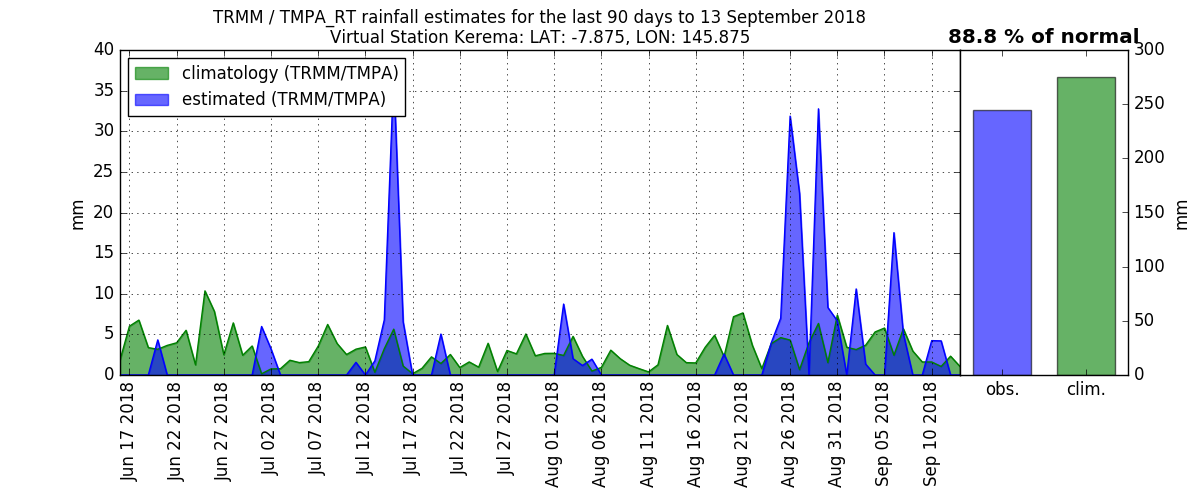 TRMM / TMPA_RT rainfall estimates for the last 90 days to 13 September 2018
Virtual Station Kerema: LAT: -7.875, LON: 145.875
88.8 % of normal
climatology (TRMM/TMPA)
estimated (TRMM/TMPA)
mm
40
35
30
25
20
15
10
5
0
Jun 17 2018
Jun 22 2018
Jun 27 2018
Jul 02 2018
Jul 07 2018
Jul 12 2018
Jul 17 2018
Jul 22 2018
Jul 27 2018
Aug 01 2018
Aug 06 2018
Aug 11 2018
Aug 16 2018
Aug 21 2018
Aug 26 2018
Aug 31 2018
Sep 05 2018
Sep 10 2018
obs.
clim.
300
250
200
150
100
50
0
mm